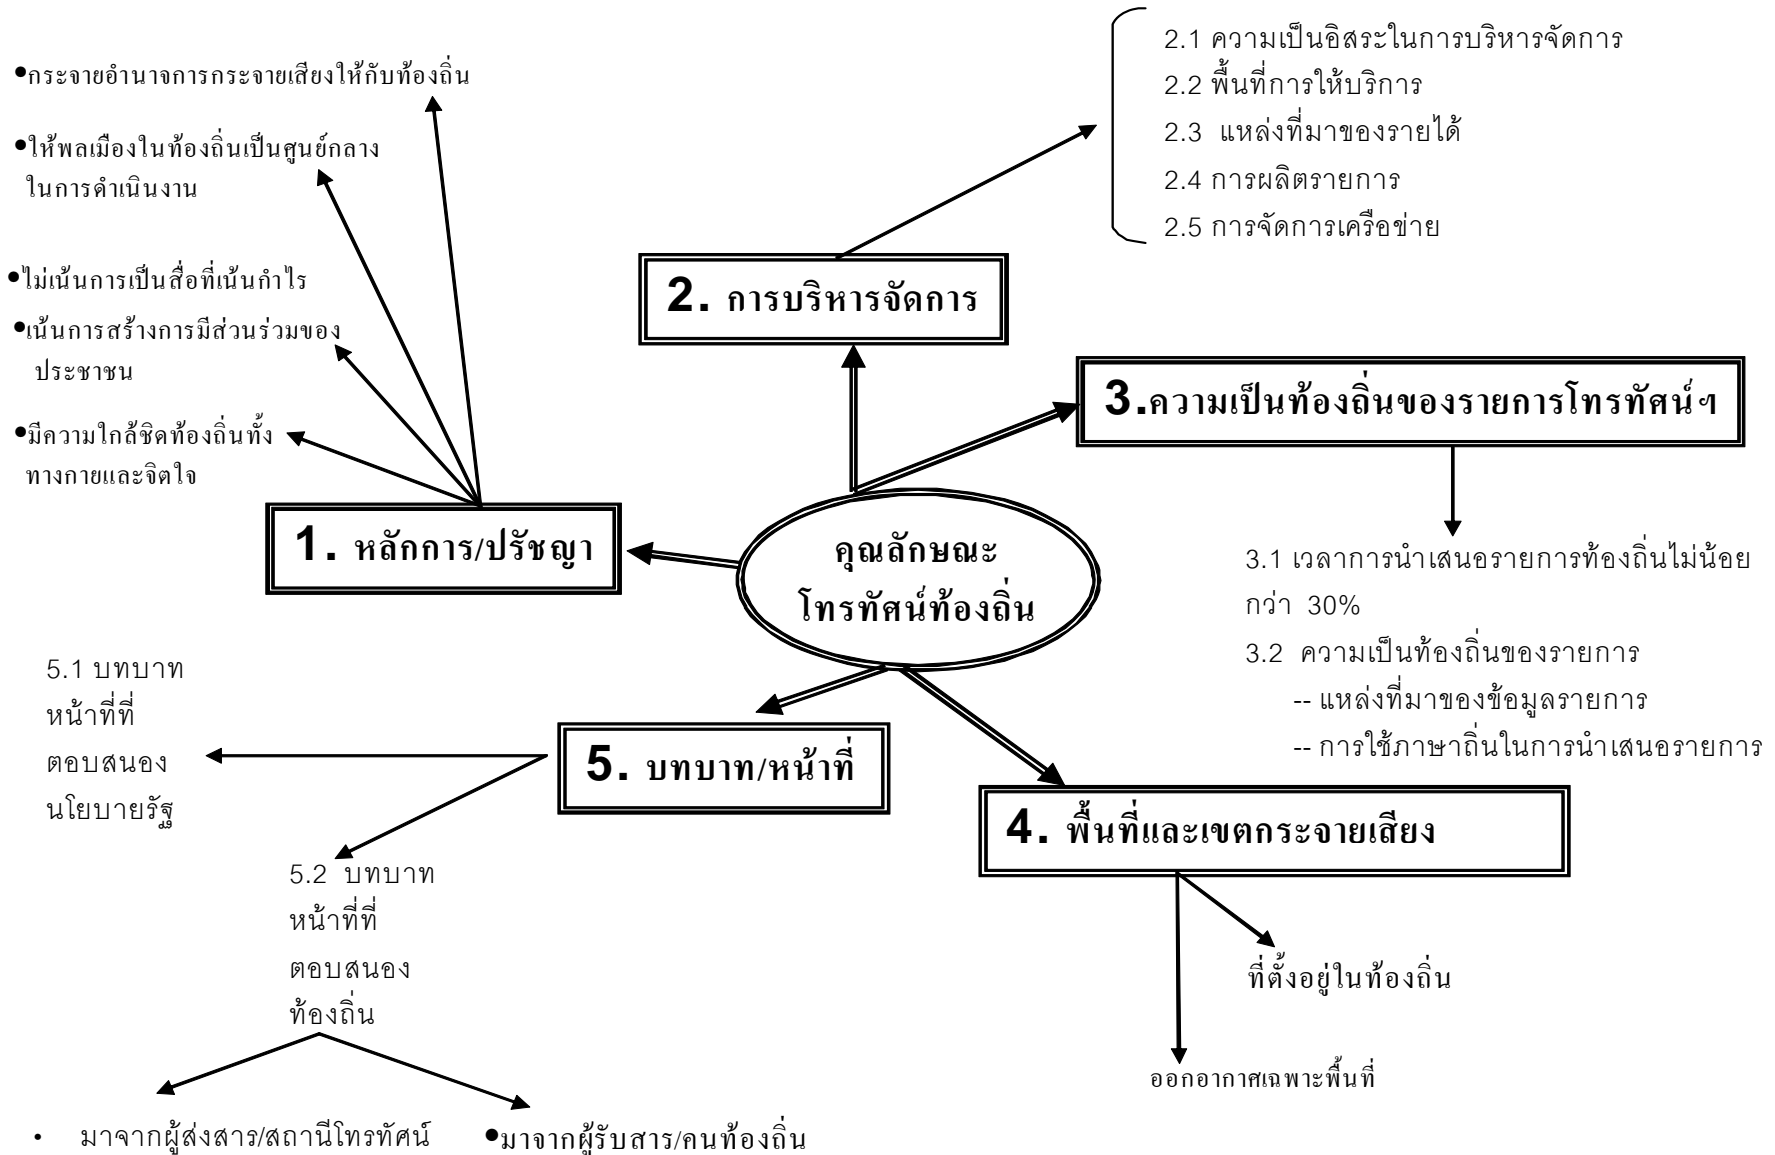 •กระจายอำนาจการกระจายเสียงให้กับท้องถิ่น
•ให้พลเมืองในท้องถิ่นเป็นศูนย์กลาง
ในการดำเนินงาน
•ไม่เน้นการเป็นสื่อที่เน้นกำไร
•เน้นการสร้างการมีส่วนร่วมของ
ประชาชน
•มีความใกล้ชิดท้องถิ่นทั้ง
ทางกายและจิตใจ
1. หลักการ/ปรัชญา
2.1 ความเป็นอิสระในการบริหารจัดการ
2.2 พื้นที่การให้บริการ
2.3 แหล่งที่มาของรายได้
2.4 การผลิตรายการ
2.5 การจัดการเครือข่าย
2. การบริหารจัดการ
3.ความเป็นท้องถิ่นของรายการโทรทัศน์ฯ
คุณลักษณะ
โทรทัศน์ท้องถิ่น
3.1 เวลาการนำเสนอรายการท้องถิ่นไม่น้อย
กว่า 30%
3.2 ความเป็นท้องถิ่นของรายการ
-- แหล่งที่มาของข้อมูลรายการ
-- การใช้ภาษาถิ่นในการนำเสนอรายการ
5. บทบาท/หน้าที่
5.1 บทบาท
หน้าที่ที่
ตอบสนอง
นโยบายรัฐ
5.2 บทบาท
หน้าที่ที่
ตอบสนอง
ท้องถิ่น
4. พื้นที่และเขตกระจายเสียง
ที่ตั้งอยู่ในท้องถิ่น
ออกอากาศเฉพาะพื้นที่
• มาจากผู้ส่งสาร/สถานีโทรทัศน์
•มาจากผู้รับสาร/คนท้องถิ่น